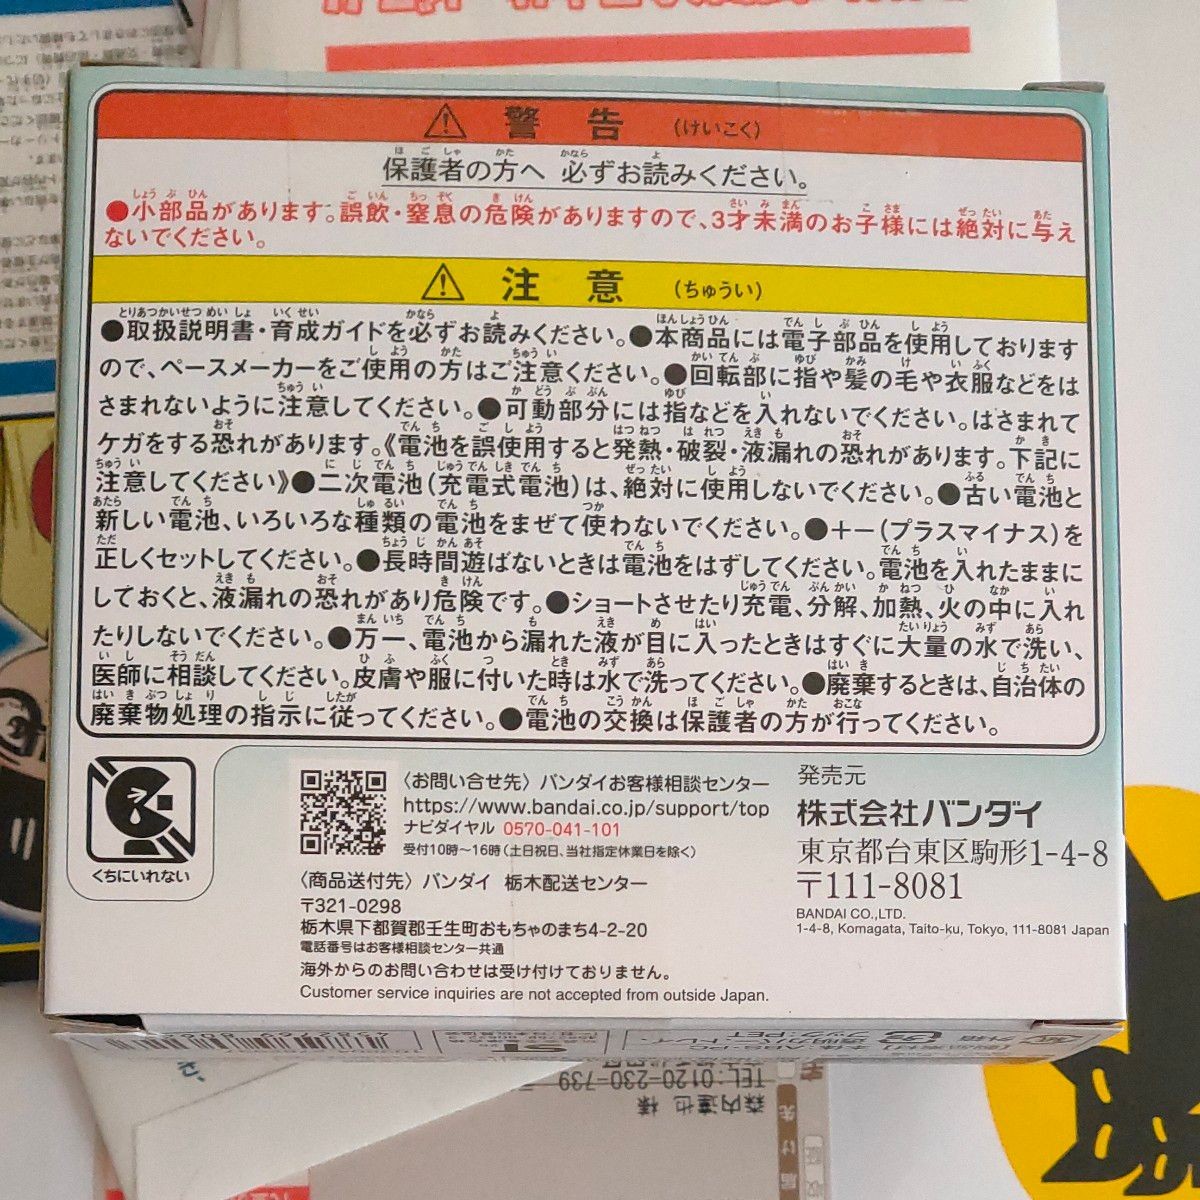 警告 (けいこく)
保護者の方へ 必ずお読みください。
●小部品があります。誤飲・窒息の危険がありますので、3才未満のお子様には絶対に与え
ないでください。
注意 (ちゅうい)
●取扱説明書・育成ガイドを必ずお読みください。●本商品には電子部品を使用しております
ので、ペースメーカーをご使用の方はご注意ください。●回転部に指や髪の毛や衣服などをは
さまれないように注意してください。●可動部分には指などを入れないでください。はさまれて
ケガをする恐れがあります。《電池を誤使用すると発熱・破裂・液漏れの恐れがあります。下記に
注意してください》●二次電池(充電式電池)は、絶対に使用しないでください。●古い電池と
新しい電池、いろいろな種類の電池をまぜて使わないでください。●+−(プラスマイナス)を
正しくセットしてください。●長時間遊ばないときは電池をはずしてください。電池を入れたままに
しておくと、液漏れの恐れがあり危険です。●ショートさせたり充電、分解、加熱、火の中に入れ
たりしないでください。●万一、電池から漏れた液が目に入ったときはすぐに大量の水で洗い、
医師に相談してください。皮膚や服に付いた時は水で洗ってください。●廃棄するときは、自治体の
廃棄物処理の指示に従ってください。●電池の交換は保護者の方が行ってください。
くちにいれない
〈お問い合せ先〉バンダイお客様相談センター
https://www.bandai.co.jp/support/top
ナビダイヤル 0570-041-101
受付10時～16時(土日祝日、当社指定休業日を除く)
〈商品送付先〉バンダイ 栃木配送センター
〒321-0298
栃木県下都賀郡壬生町おもちゃのまち4-2-20
電話番号はお客様相談センター共通
海外からのお問い合わせは受け付けておりません。
Customer service inquiries are not accepted from outside Japan.
発売元
株式会社バンダイ
東京都台東区駒形1-4-8
〒111-8081
BANDAI CO.,LTD.
1-4-8, Komagata, Taito-ku, Tokyo, 111-8081 Japan
TEL:0120-230-739
森内達也 様